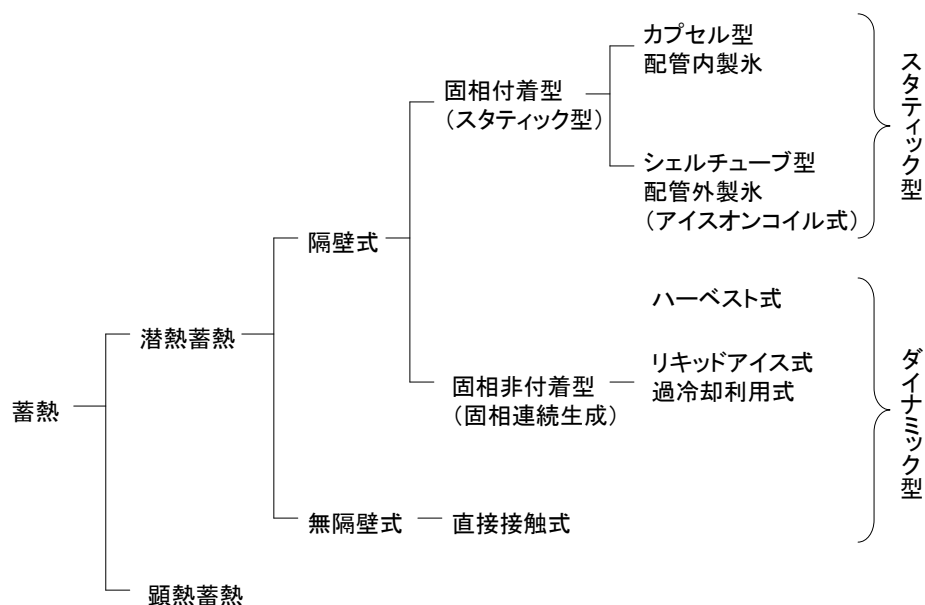 カプセル型
配管内製氷
固相付着型
（スタティック型）
シェルチューブ型
配管外製氷
（アイスオンコイル式）
スタティック型
隔壁式
ハーベスト式
潜熱蓄熱
リキッドアイス式
過冷却利用式
固相非付着型
（固相連続生成）
ダイナミック型
蓄熱
無隔壁式
直接接触式
顕熱蓄熱